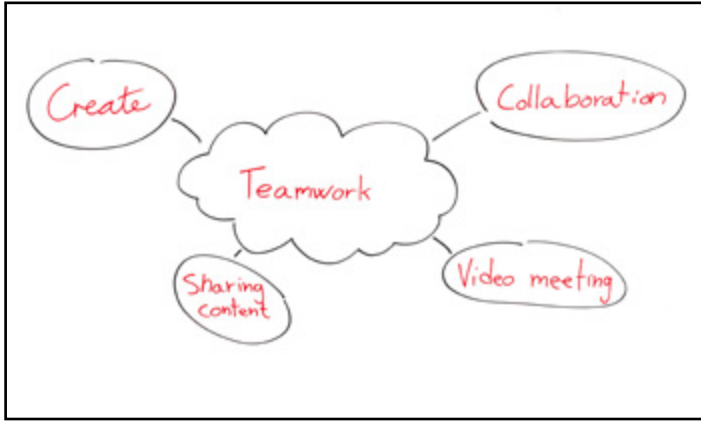 Create
Collaboration
Teamwork
Sharing
content
Video meeting